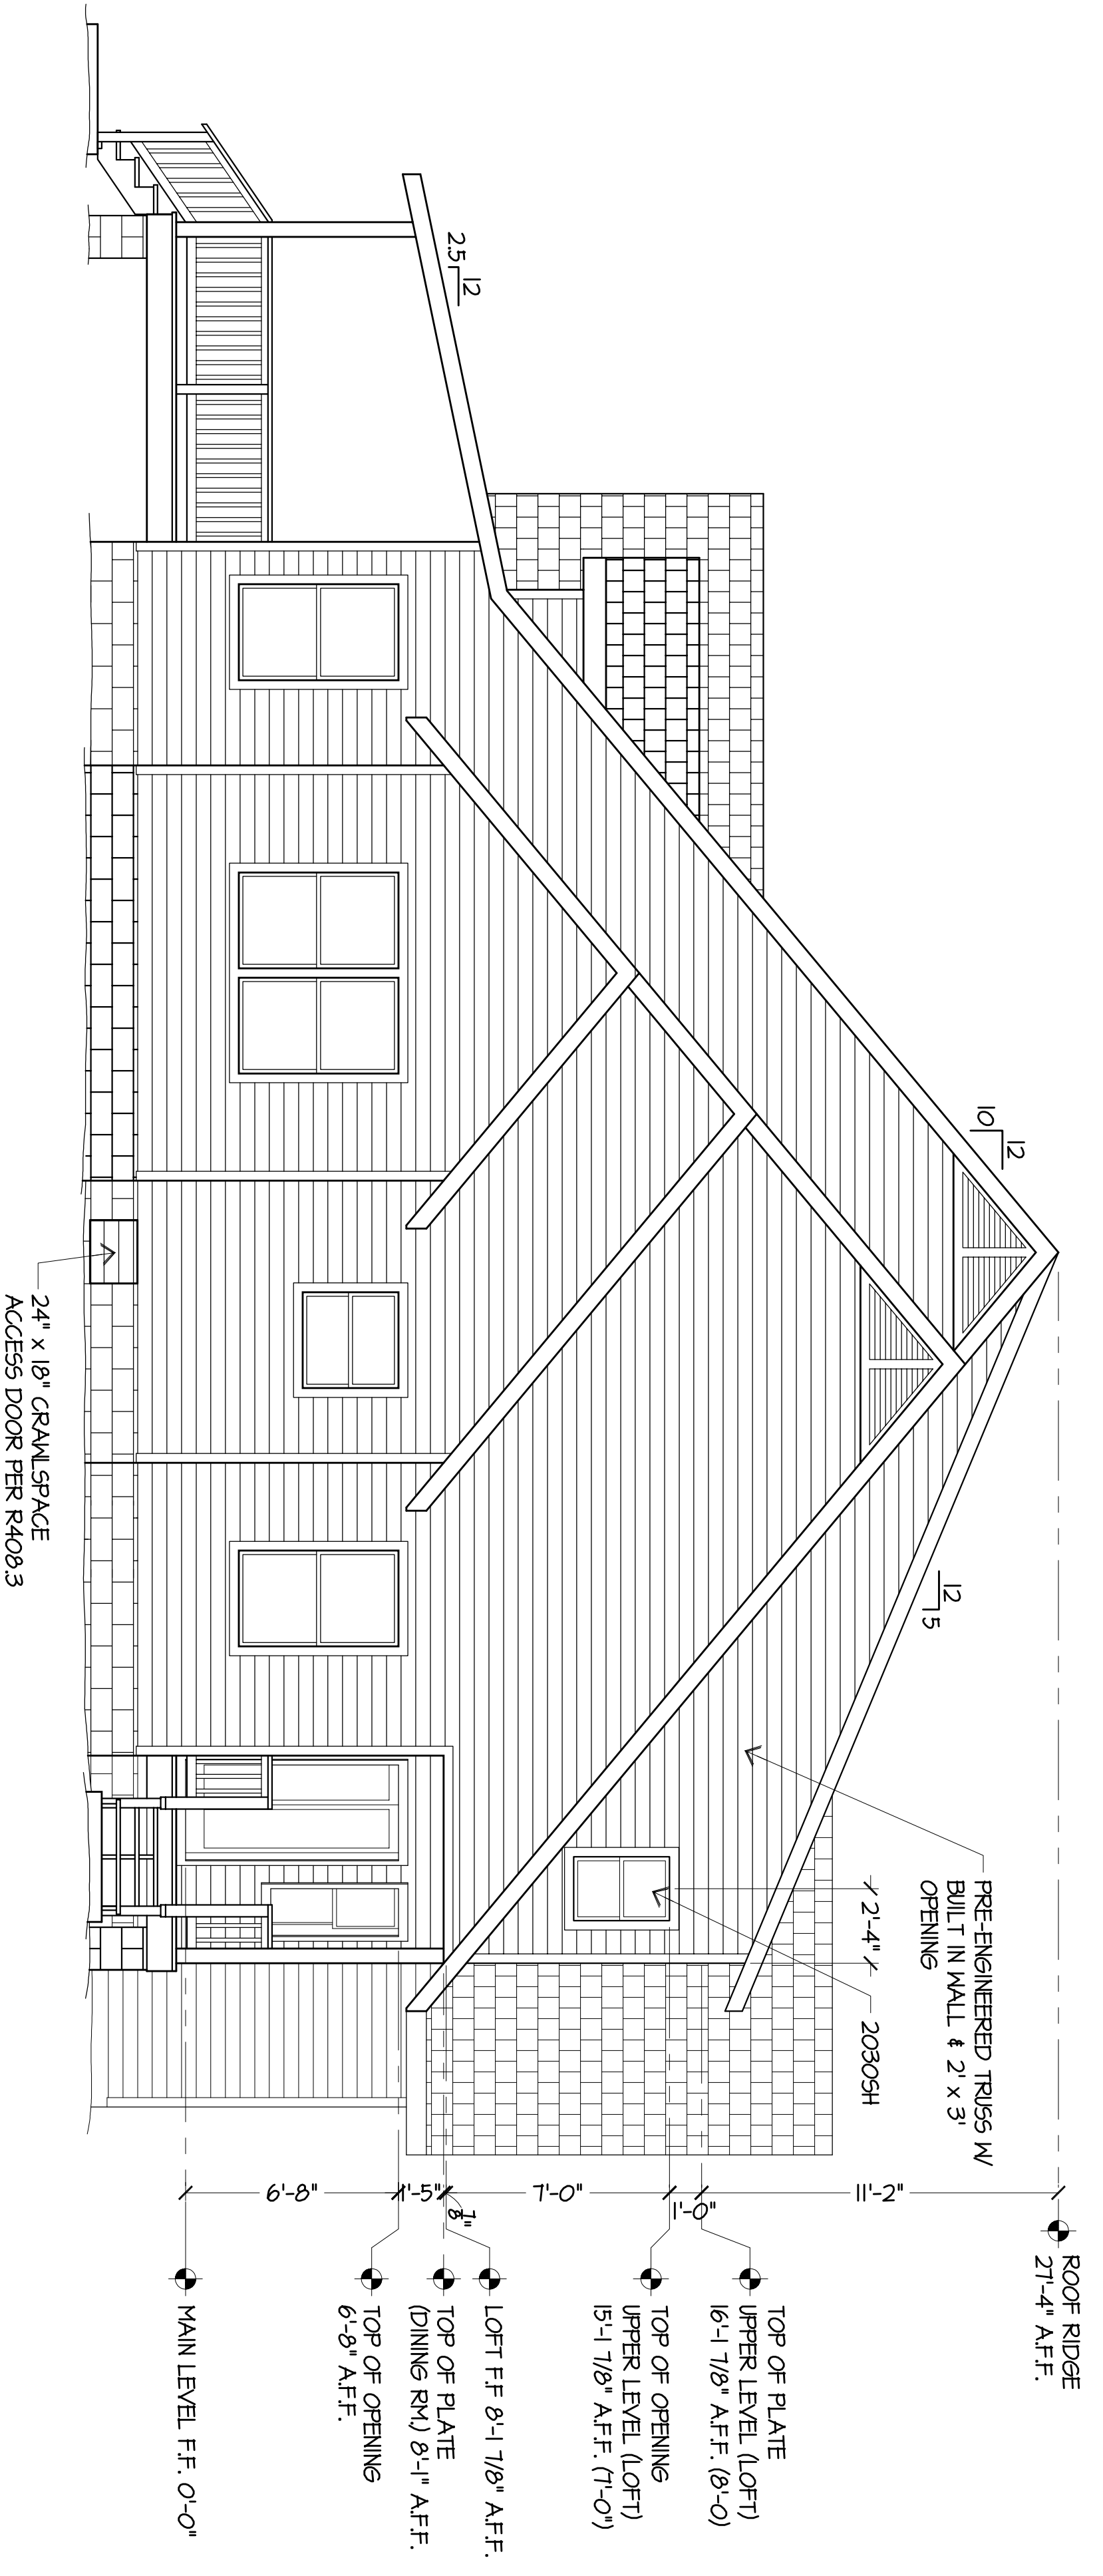 ROOF RIDGE
27'-4" A.F.F.
TOP OF PLATE
UPPER LEVEL (LOFT)
16'-1 7/8" A.F.F. (8'-0)
TOP OF OPENING
UPPER LEVEL (LOFT)
15'-1 7/8" A.F.F. (7'-0")
LOFT F.F 8'-1 7/8" A.F.F.
TOP OF PLATE
(DINING RM.) 8'-1" A.F.F.
TOP OF OPENING
6'-8" A.F.F.
MAIN LEVEL F.F. 0'-0"
11'-2"
1'-0"
7'-0"
7/8"
1'-5"
6'-8"
PRE-ENGINEERED TRUSS W/
BUILT IN WALL & 2' x 3'
OPENING
2'-4"
2030SH
12
10
12
5
12
2.5
24" x 18" CRAWLSPACE
ACCESS DOOR PER R408.3